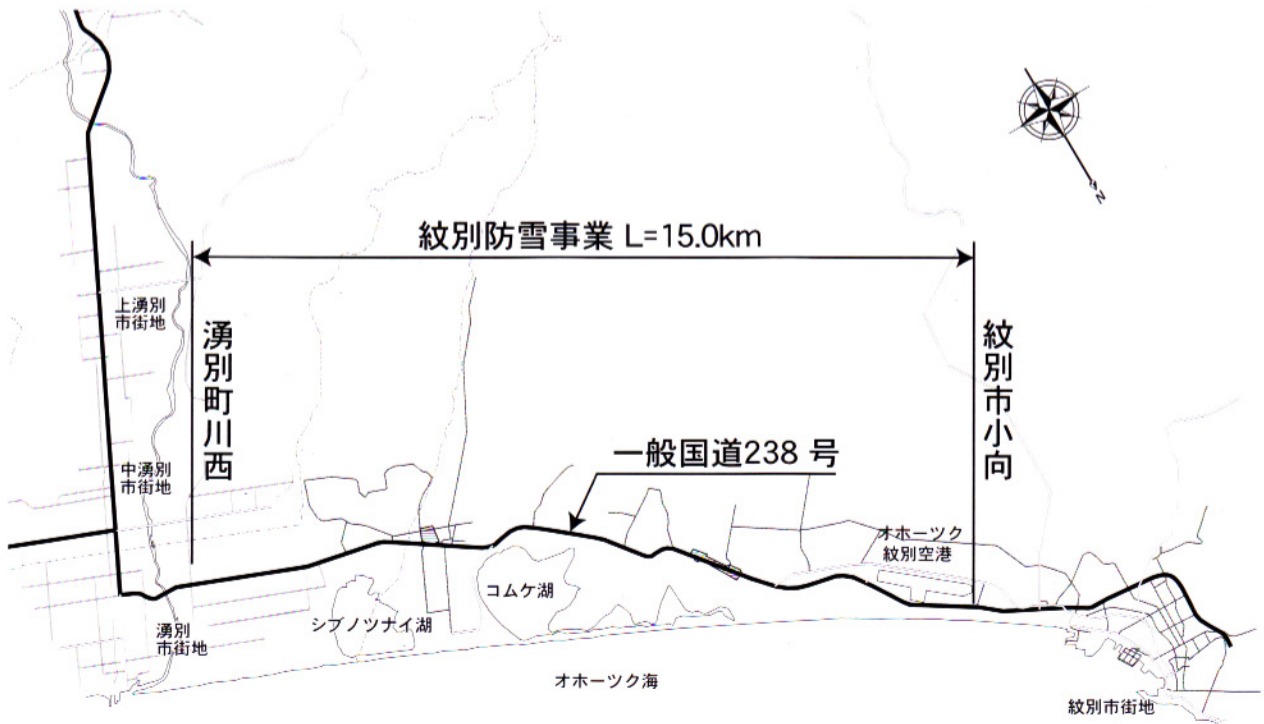 N
紋別防雪事業 L=15.0km
上湧別
市街地
湧別町川西
紋別市小向
一般国道238 号
中湧別
市街地
オホーツク
紋別空港
コムケ湖
シブノツナイ湖
湧別
市街地
オホーツク海
紋別市街地